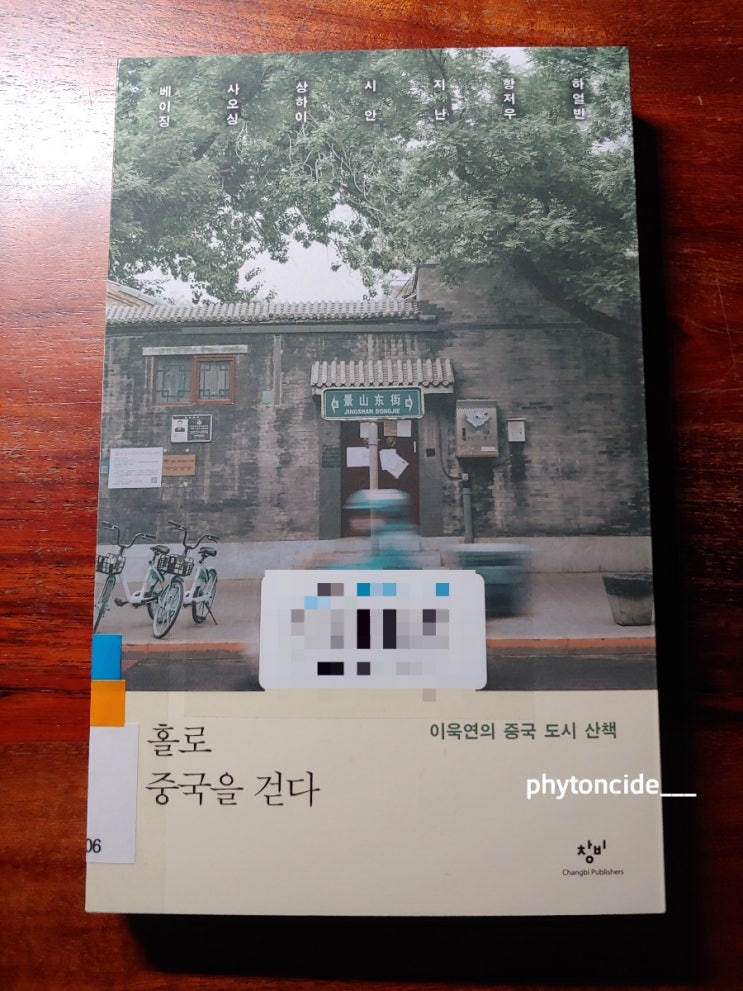 베이징
사오싱
상하이
시안
지난
항저우
하얼빈
景山东街
JINGSHAN DONGJIE
홀로
중국을 걷다
이욱연의 중국 도시 산책
phytoncide___
06
창비
Changbi Publishers